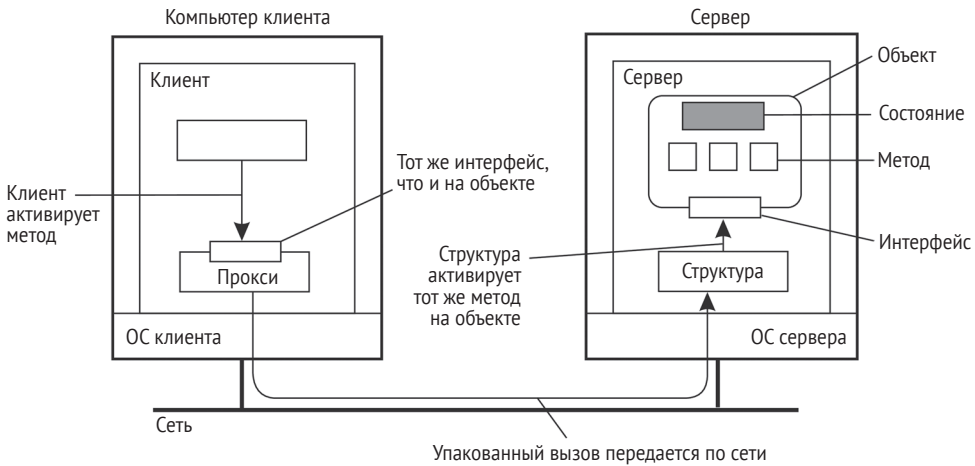 Компьютер клиента
Сервер
Клиент
Сервер
Объект
Состояние
Метод
Интерфейс
Тот же интерфейс,
что и на объекте
Клиент
активирует
метод
Прокси
Структура
активирует
тот же метод
на объекте
Структура
ОС клиента
ОС сервера
Сеть
Упакованный вызов передается по сети